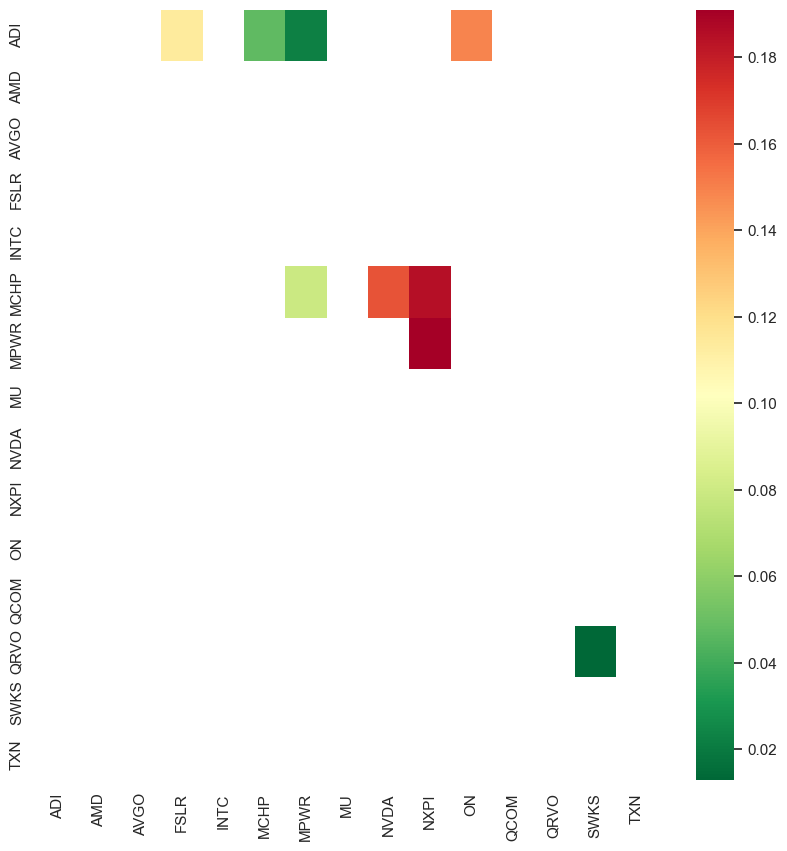 ADI
AMD
AVGO
FSLR
INTC
MCHP
MPWR
MU
NVDA
NXPI
ON
QCOM
QRVO
SWKS
TXN
ADI
AMD
AVGO
FSLR
INTC
MCHP
MPWR
MU
NVDA
NXPI
ON
QCOM
QRVO
SWKS
TXN
0.18
0.16
0.14
0.12
0.10
0.08
0.06
0.04
0.02